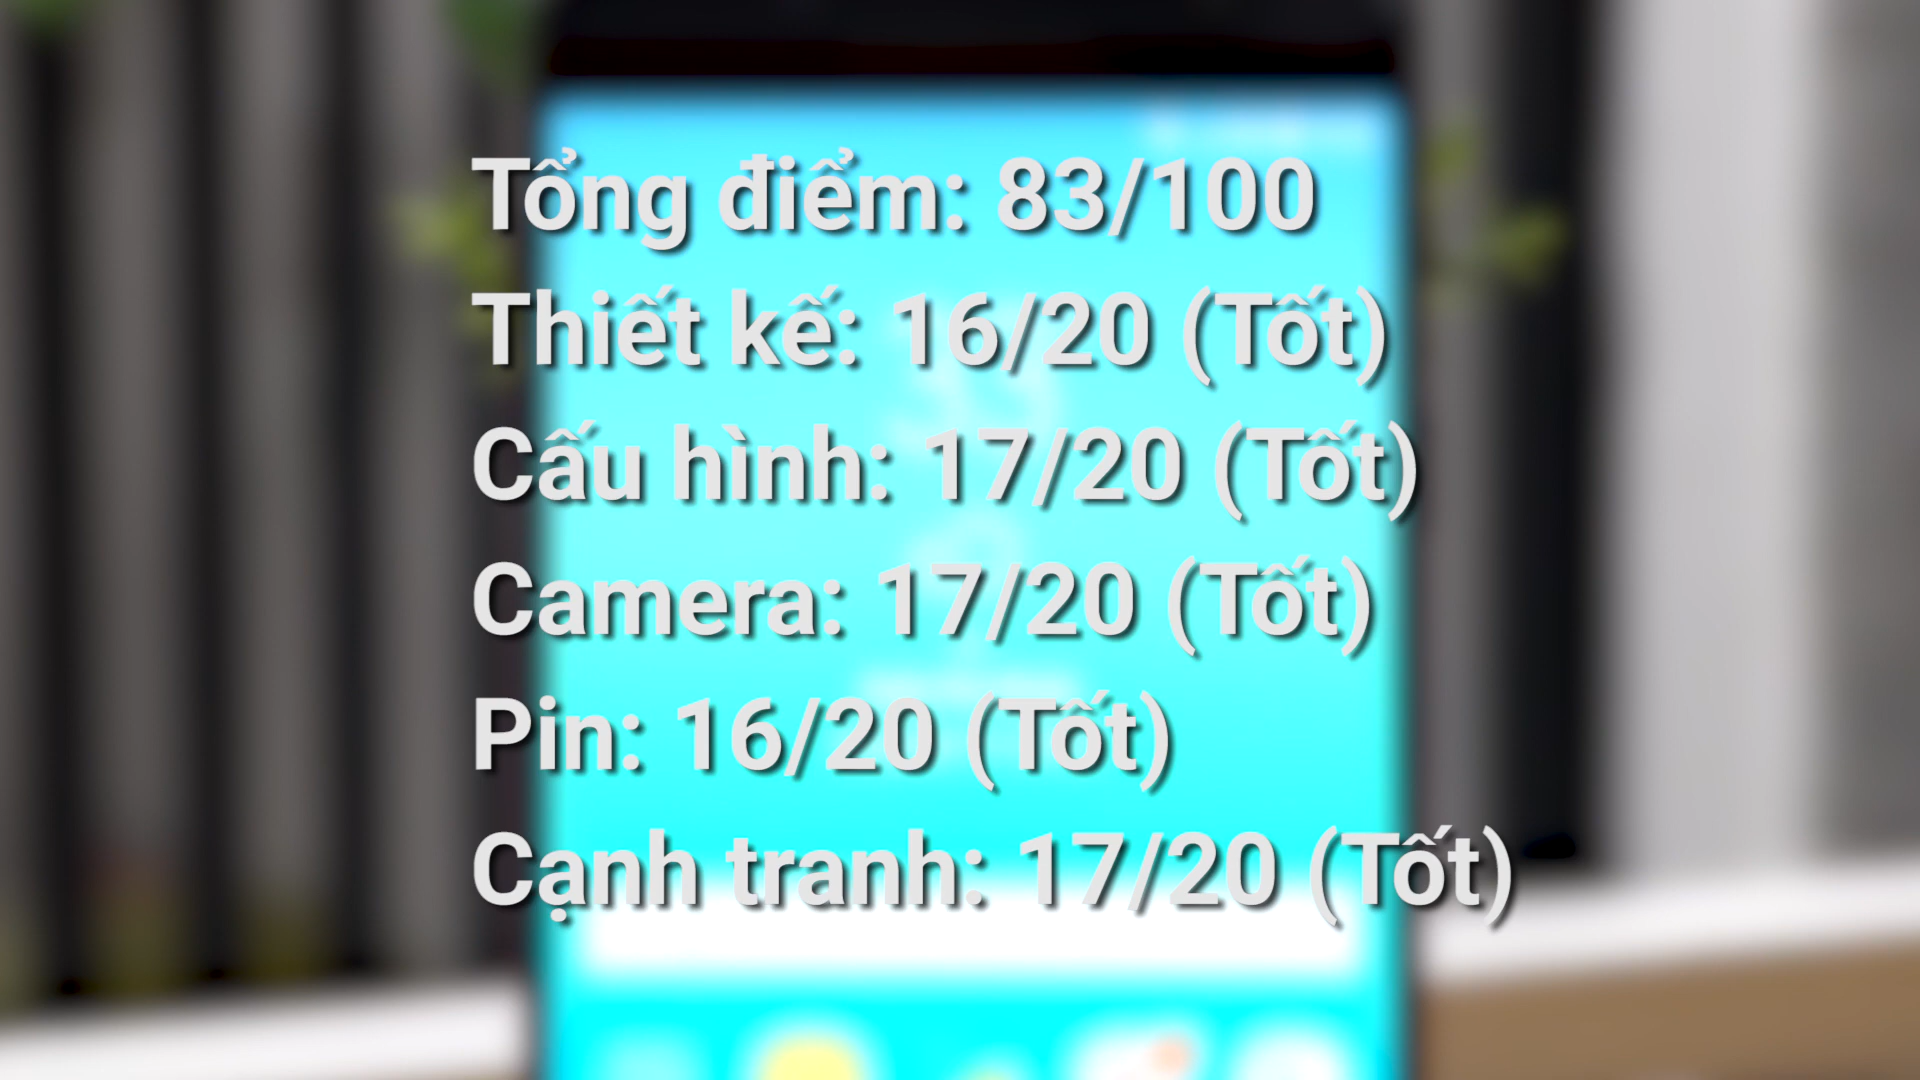 Tổng điểm: 83/100
Thiết kế: 16/20 (Tốt)
Cấu hình: 17/20 (Tốt)
Camera: 17/20 (Tốt)
Pin: 16/20 (Tốt)
Cạnh tranh: 17/20 (Tốt)